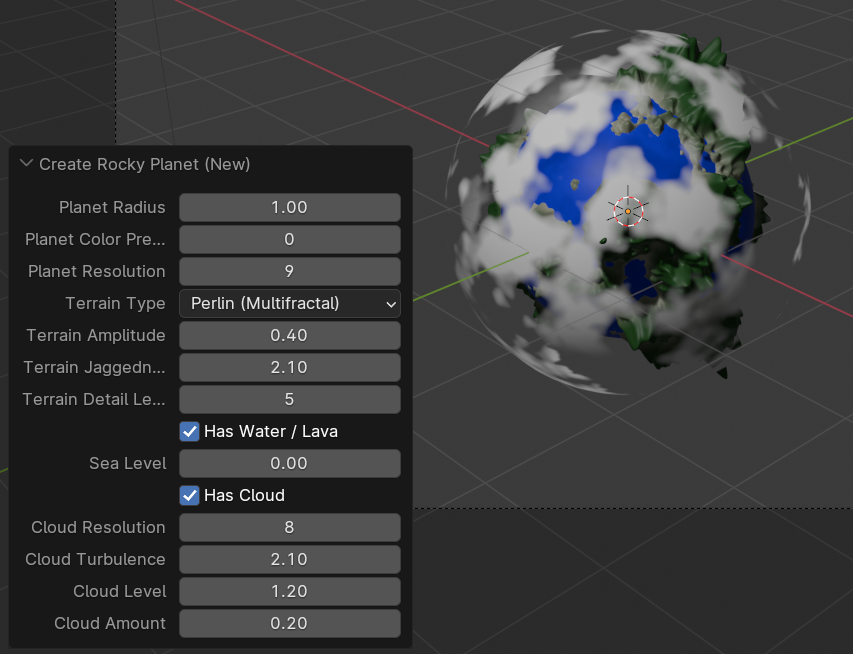 Create Rocky Planet (New)
Planet Radius 1.00
Planet Color Pre... 0
Planet Resolution 9
Terrain Type Perlin (Multifractal)
Terrain Amplitude 0.40
Terrain Jaggedn... 2.10
Terrain Detail Le... 5
Has Water / Lava
Sea Level 0.00
Has Cloud
Cloud Resolution 8
Cloud Turbulence 2.10
Cloud Level 1.20
Cloud Amount 0.20